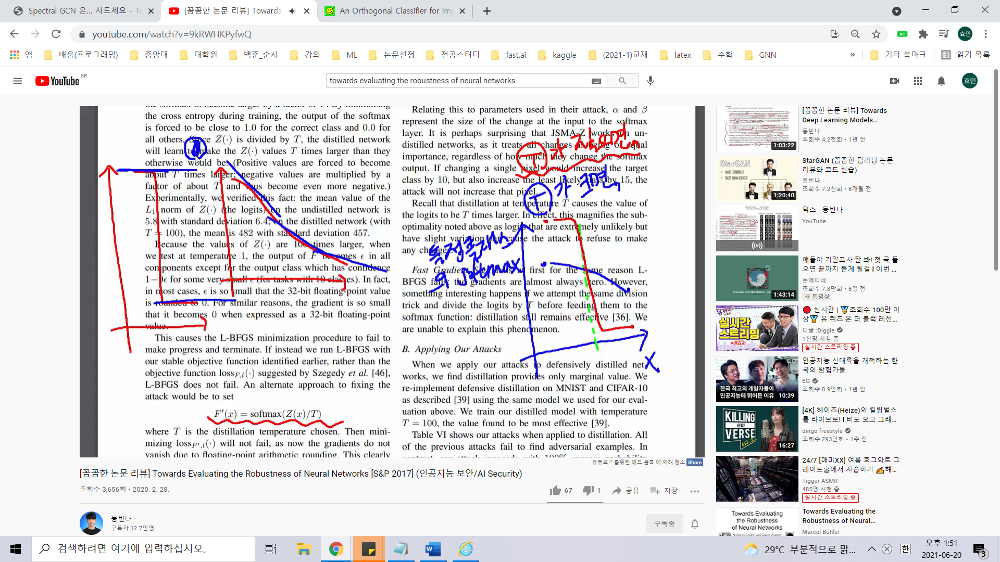 Spectral GCN 은... 사드세요 - To
[꼼꼼한 논문 리뷰] Towards
An Orthogonal Classifier for Imp
youtube.com/watch?v=9kRWHKPyfwQ
AC
효민
앱
배움(프로그래밍)
중앙대
대학원
백준_순서
강의
ML
논문선정
전공스터디
fast.ai
kaggle
(2021-1)교재
latex
수학
GNN
»
기타 북마크
읽기 목록
YouTube KR
towards evaluating the robustness of neural networks
효민
the cross entropy during training, the output of the softmax
is forced to be close to 1.0 for the correct class and 0.0 for
all others. Since Z(·) is divided by T, the distilled network
will learn to make the Z(·) values T times larger than they
otherwise would be. (Positive values are forced to become
about T times larger; negative values are multiplied by a
factor of about T and thus become even more negative.)
Experimentally, we verified this fact: the mean value of the
L1 norm of Z(·) (the logits) on the undistilled network is
5.8 with standard deviation 6.4; on the distilled network (with
T = 100), the mean is 482 with standard deviation 457.
Because the values of Z(·) are 100 times larger, when
we test at temperature 1, the output of F becomes ϵ in all
components except for the output class which has confidence
1−9ϵ for some very small ϵ (for tasks with 10 classes). In fact,
in most cases, ϵ is so small that the 32-bit floating-point value
is rounded to 0. For similar reasons, the gradient is so small
that it becomes 0 when expressed as a 32-bit floating-point
value.
This causes the L-BFGS minimization procedure to fail to
make progress and terminate. If instead we run L-BFGS with
our stable objective function identified earlier, rather than the
objective function lossF,l(·) suggested by Szegedy et al. [46],
L-BFGS does not fail. An alternate approach to fixing the
attack would be to set
F′(x) = softmax(Z(x)/T)
where T is the distillation temperature chosen. Then mini-
mizing lossF′,l(·) will not fail, as now the gradients do not
vanish due to floating-point arithmetic rounding. This clearly
Relating this to parameters used in their attack, α and β
represent the size of the change at the input to the softmax
layer. It is perhaps surprising that JSMA-Z works on un-
distilled networks, as it treats all changes as being of equal
importance, regardless of how much they change the softmax
output. If changing a single pixel would increase the target
class by 10, but also increase the least likely class by 15, the
attack will not increase that pixel.
Recall that distillation at temperature T causes the value of
the logits to be T times larger. In effect, this magnifies the sub-
optimality noted above as logits that are extremely unlikely but
have slight variation can cause the attack to refuse to make
any changes.
Fast Gradient Sign fails at first for the same reason L-
BFGS fails: the gradients are almost always zero. However,
something interesting happens if we attempt the same division
trick and divide the logits by T before feeding them to the
softmax function: distillation still remains effective [36]. We
are unable to explain this phenomenon.
B. Applying Our Attacks
When we apply our attacks to defensively distilled net-
works, we find distillation provides only marginal value. We
re-implement defensive distillation on MNIST and CIFAR-10
as described [39] using the same model we used for our eval-
uation above. We train our distilled model with temperature
T = 100, the value found to be most effective [39].
Table VI shows our attacks when applied to distillation. All
of the previous attacks fail to find adversarial examples. In
T가 작으면
T가 크면
특정클래스
의 softmax
X
유튜브™를위한 애드 블록 에 의해 청소 Share
[꼼꼼한 논문 리뷰] Towards Evaluating the Robustness of Neural Networks [S&P 2017] (인공지능 보안/AI Security)
조회수 3,656회 • 2020. 2. 28.
67
1
공유
저장
동빈나
구독자 12.7만명
구독중
[꼼꼼한 논문 리뷰] Towards
Deep Learning Models...
동빈나
조회수 4.2천회 • 1년 전
1:03:22
StarGAN
StarGAN (꼼꼼한 딥러닝 논문
리뷰와 코드 실습)
동빈나
조회수 7.2천회 • 8개월 전
1:20:40
믹스 - 동빈나
YouTube
얘들아 기말고사 잘 봐! 첫 곡 들
으면 끝까지 듣게 될걸 l 이번 ...
눈에띠네
조회수 7.8만회 • 6일 전
새 동영상
1:43:14
유퀴즈
실시간
스트리밍
LIVE
🔴 실시간 | 🏅조회수 100만 이
상🏅 유 퀴즈 온 더 블럭 레전...
디글 :Diggle
1천명 시청 중
실시간 스트리밍 중
EO
한국 최고의 개발자들이
인공지능에 뛰어든 이유
10:39
인공지능 신대륙을 개척하는 한
국의 탐험가들
EO
조회수 8.9만회 • 1년 전
KILLING
HEIZE
VERSE
Vol.2
16:27
[4K] 헤이즈(Heize)의 킬링벌스
를 라이브로! l 비도 오고 그래...
dingo freestyle
조회수 293만회 • 1주 전
24/7 [매미XX] 여름 호그와트 그
레이트홀에서 자습하기 ✍️해...
Tigger ASMR
485명 시청 중
실시간 스트리밍 중
Towards Evaluating
the Robustness
of Neural Networks
Nicholas Carlini and David Wagner
Towards Evaluating the
Robustness of Neural...
Marcel Bühler
검색하려면 여기에 입력하십시오.
29°C 부분적으로 맑...
한
오후 1:51
2021-06-20
3